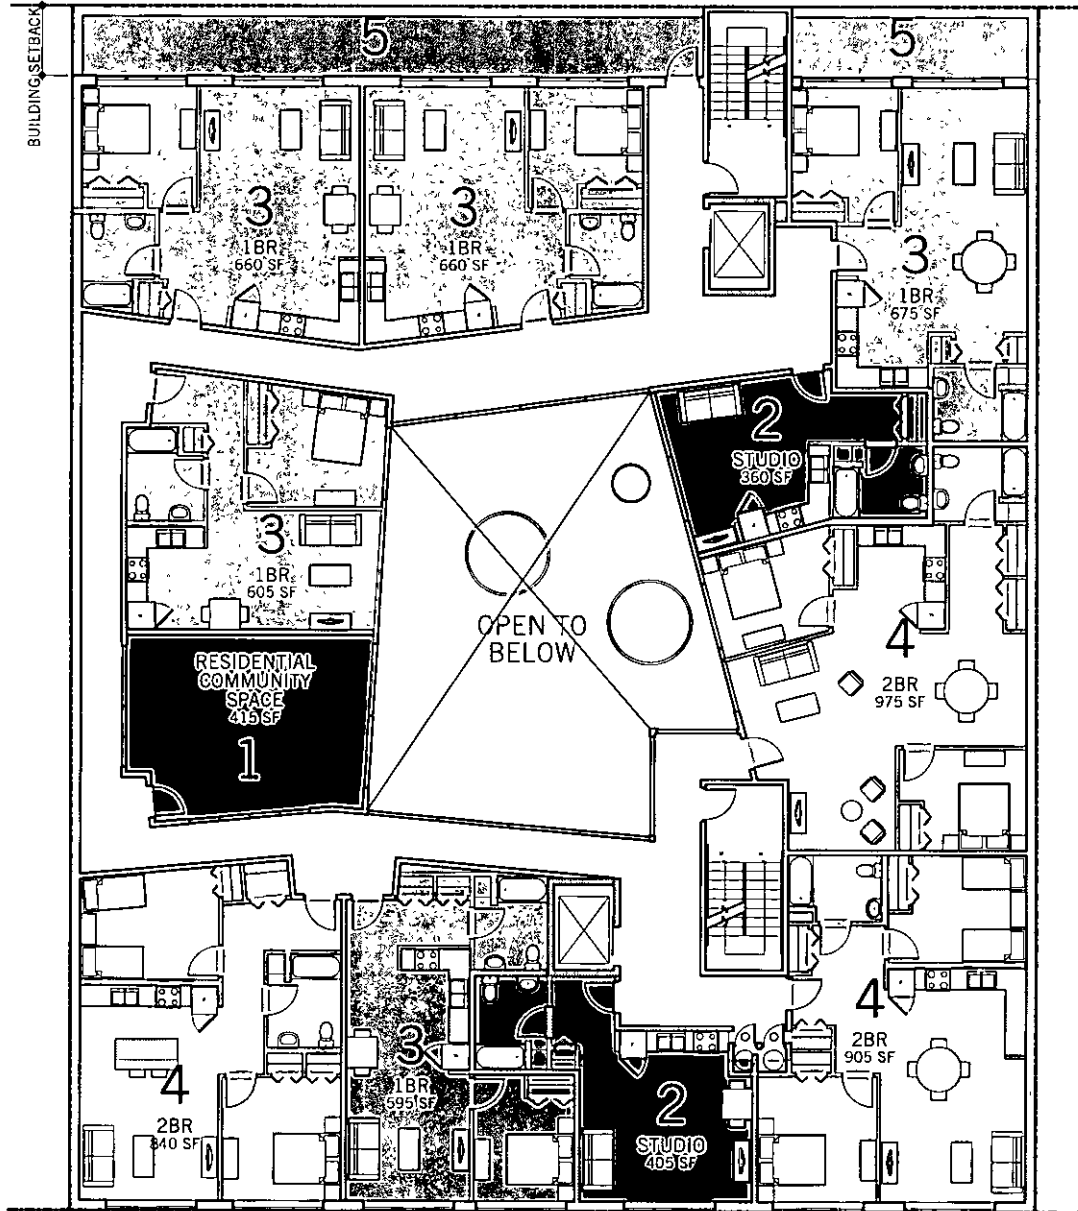 BUILDING SETBACK
5
5
3
1BR
660 SF
3
1BR
660 SF
3
1BR
675 SF
2
STUDIO
360 SF
3
1BR
605 SF
OPEN TO
BELOW
4
2BR
975 SF
RESIDENTIAL
COMMUNITY
SPACE
415 SF
1
4
2BR
905 SF
3
1BR
595 SF
4
2BR
840 SF
2
STUDIO
405 SF